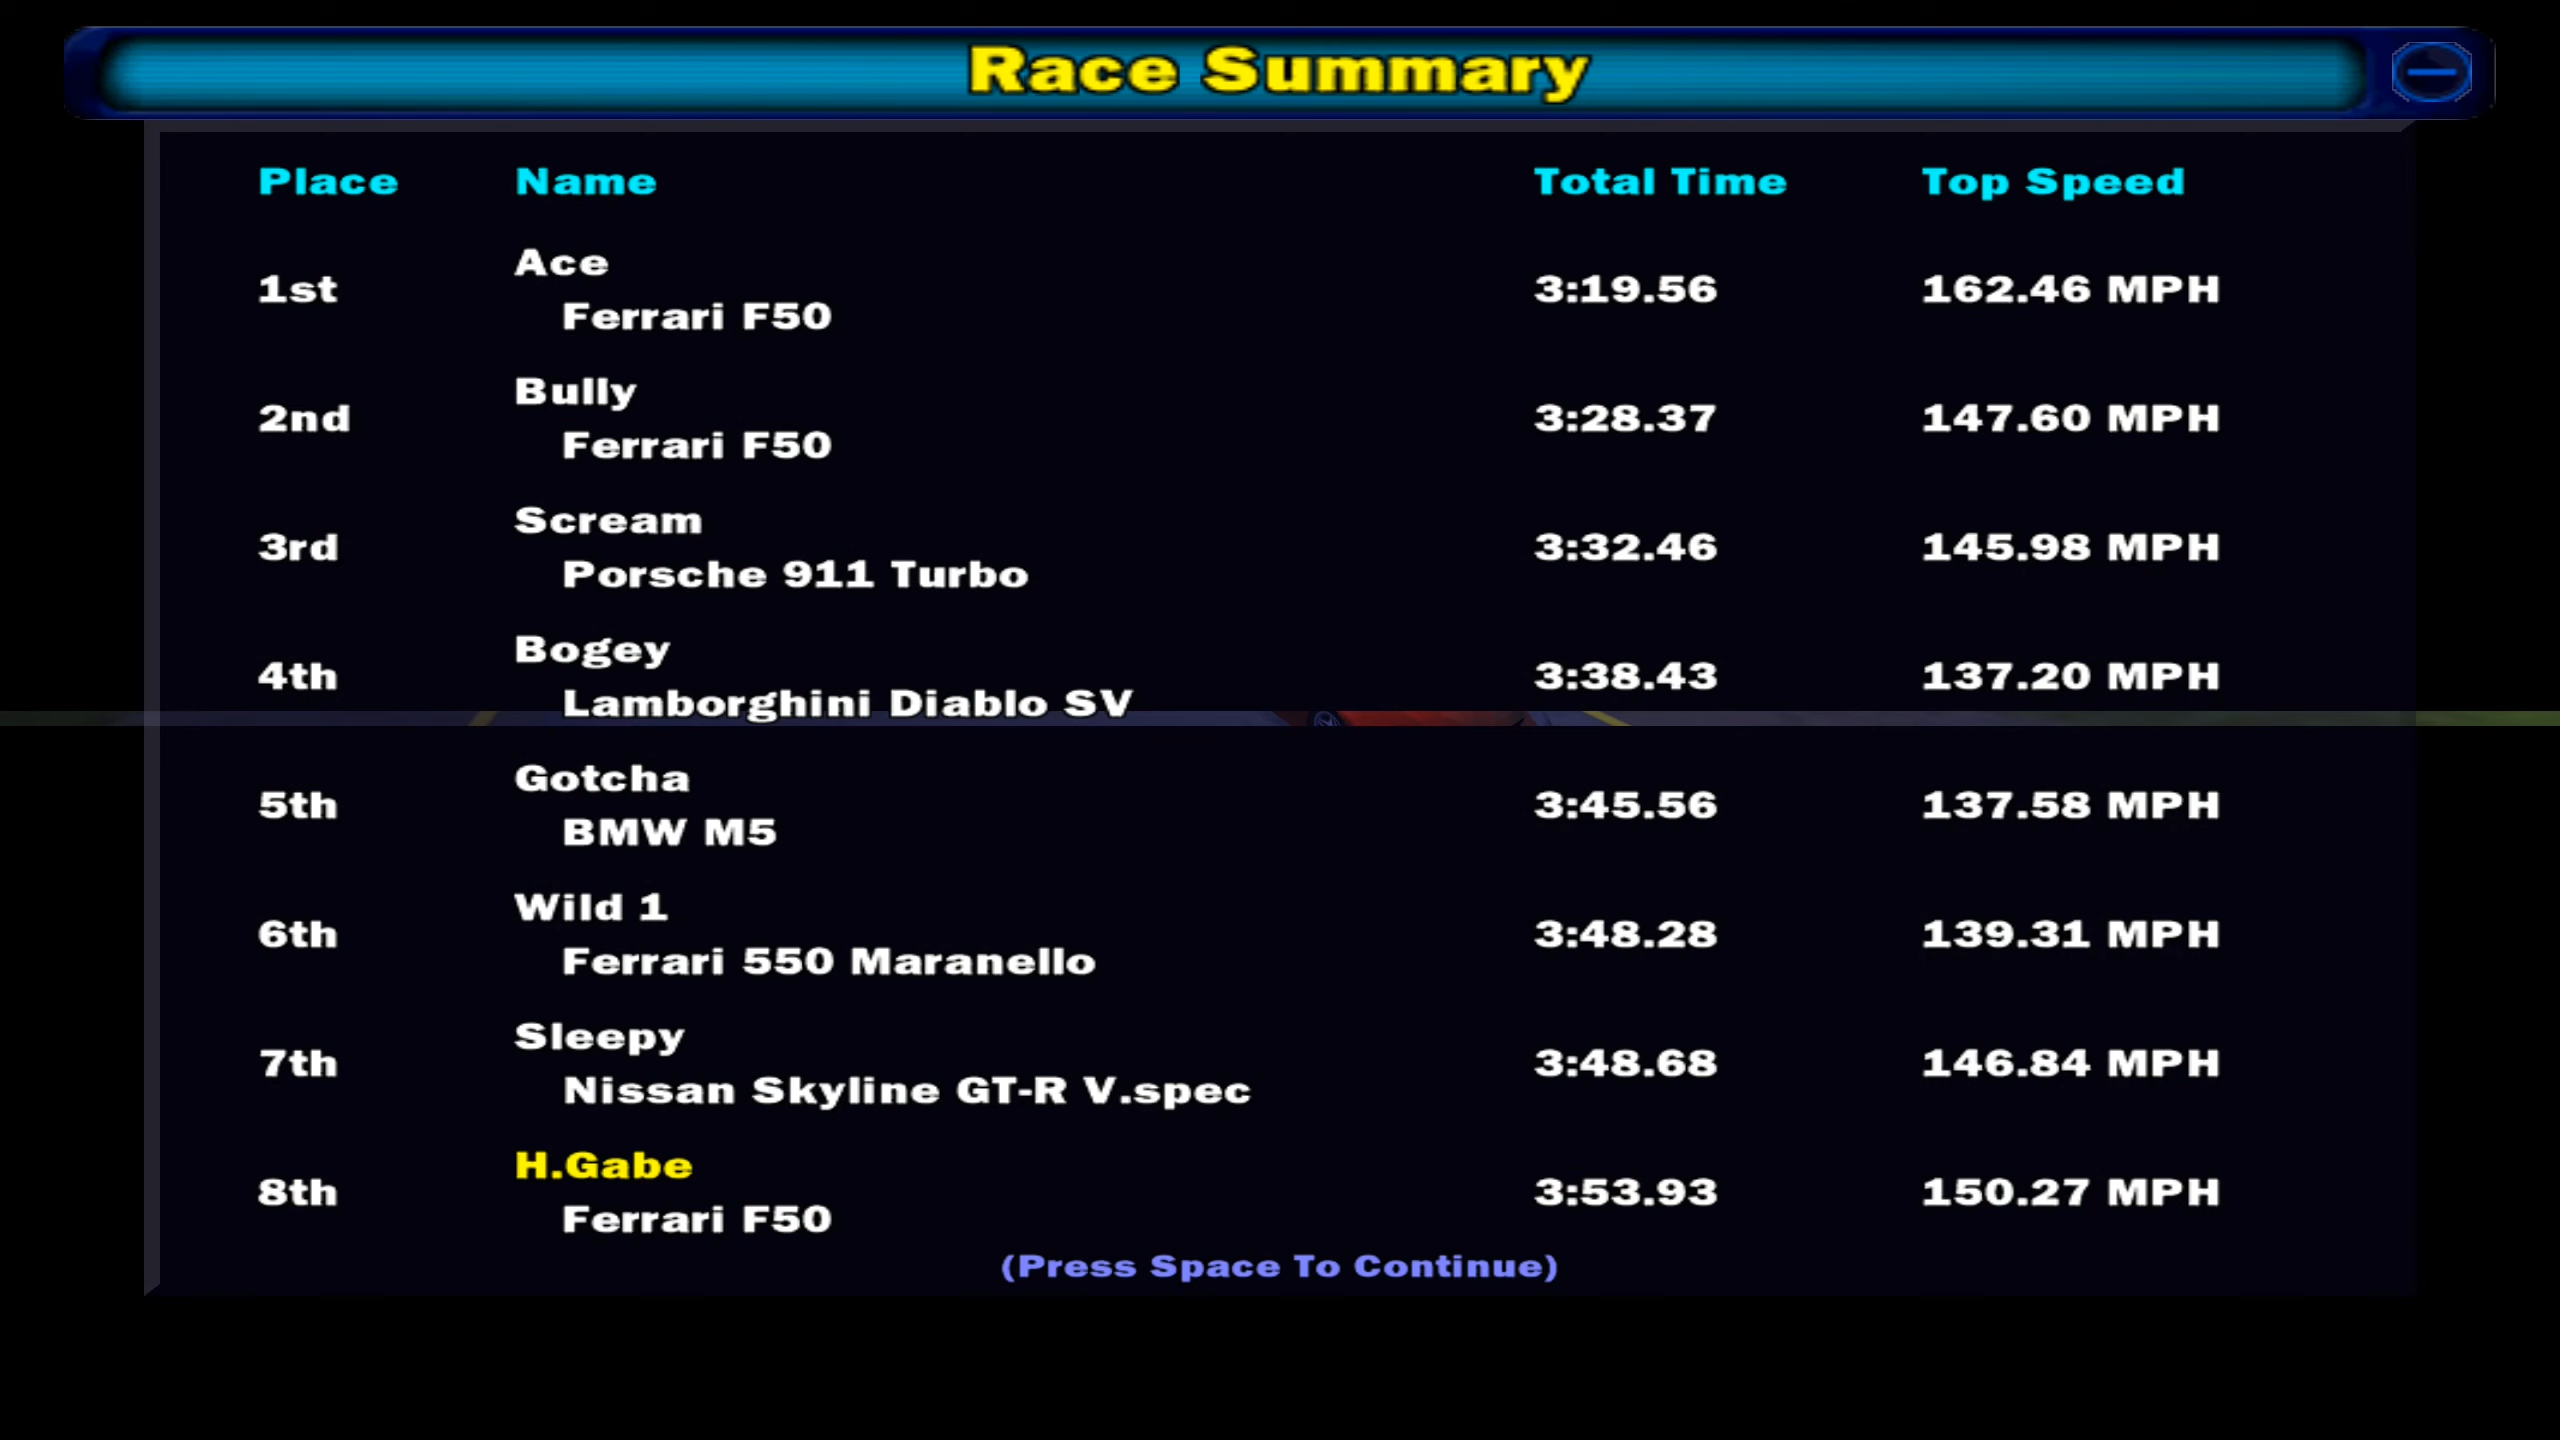 Race Summary
Place Name Total Time Top Speed
1st Ace 3:19.56 162.46 MPH
Ferrari F50
2nd Bully 3:28.37 147.60 MPH
Ferrari F50
3rd Scream 3:32.46 145.98 MPH
Porsche 911 Turbo
4th Bogey 3:38.43 137.20 MPH
Lamborghini Diablo SV
5th Gotcha 3:45.56 137.58 MPH
BMW M5
6th Wild 1 3:48.28 139.31 MPH
Ferrari 550 Maranello
7th Sleepy 3:48.68 146.84 MPH
Nissan Skyline GT-R V.spec
8th H.Gabe 3:53.93 150.27 MPH
Ferrari F50
(Press Space To Continue)